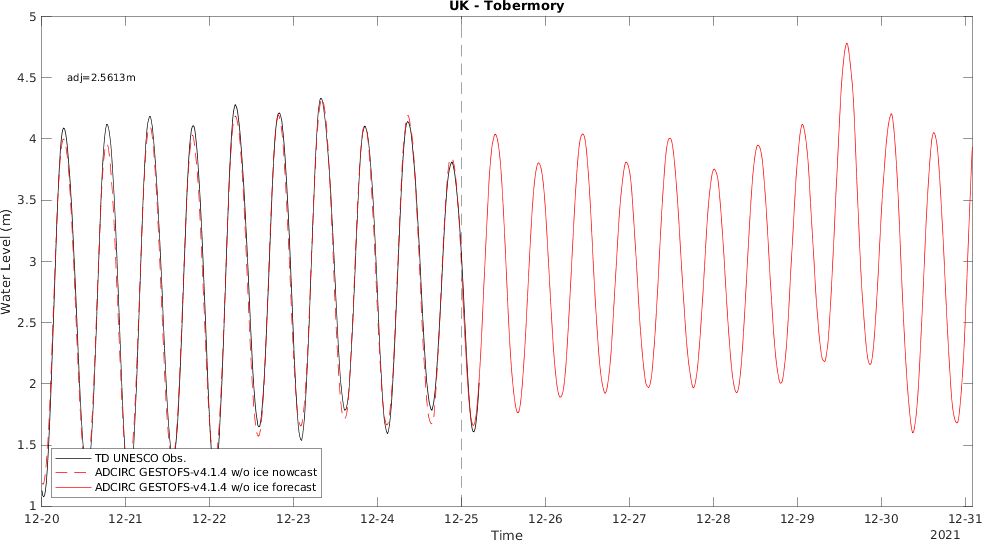 UK - Tobermory
adj=2.5613m
Water Level (m)
5
4.5
4
3.5
3
2.5
2
1.5
1
TD UNESCO Obs.
ADCIRC GESTOFS-v4.1.4 w/o ice nowcast
ADCIRC GESTOFS-v4.1.4 w/o ice forecast
12-20 12-21 12-22 12-23 12-24 12-25 12-26 12-27 12-28 12-29 12-30 12-31
Time
2021